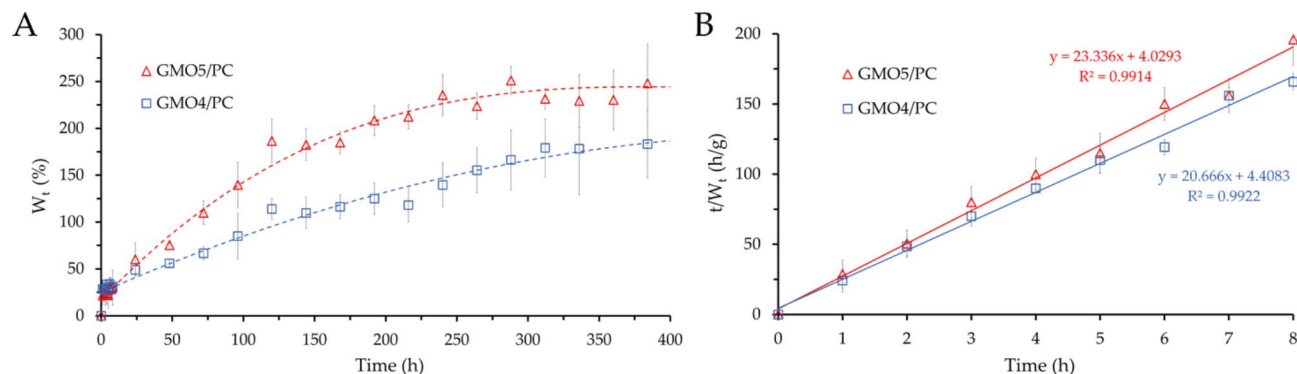 A
300
250
200
150
100
50
0
W_t (%)
GMO5/PC
GMO4/PC
0 50 100 150 200 250 300 350 400
Time (h)
B
200
150
100
50
0
t/W_t (h/g)
GMO5/PC
GMO4/PC
y = 23.336x + 4.0293
R² = 0.9914
y = 20.666x + 4.4083
R² = 0.9922
0 1 2 3 4 5 6 7 8
Time (h)